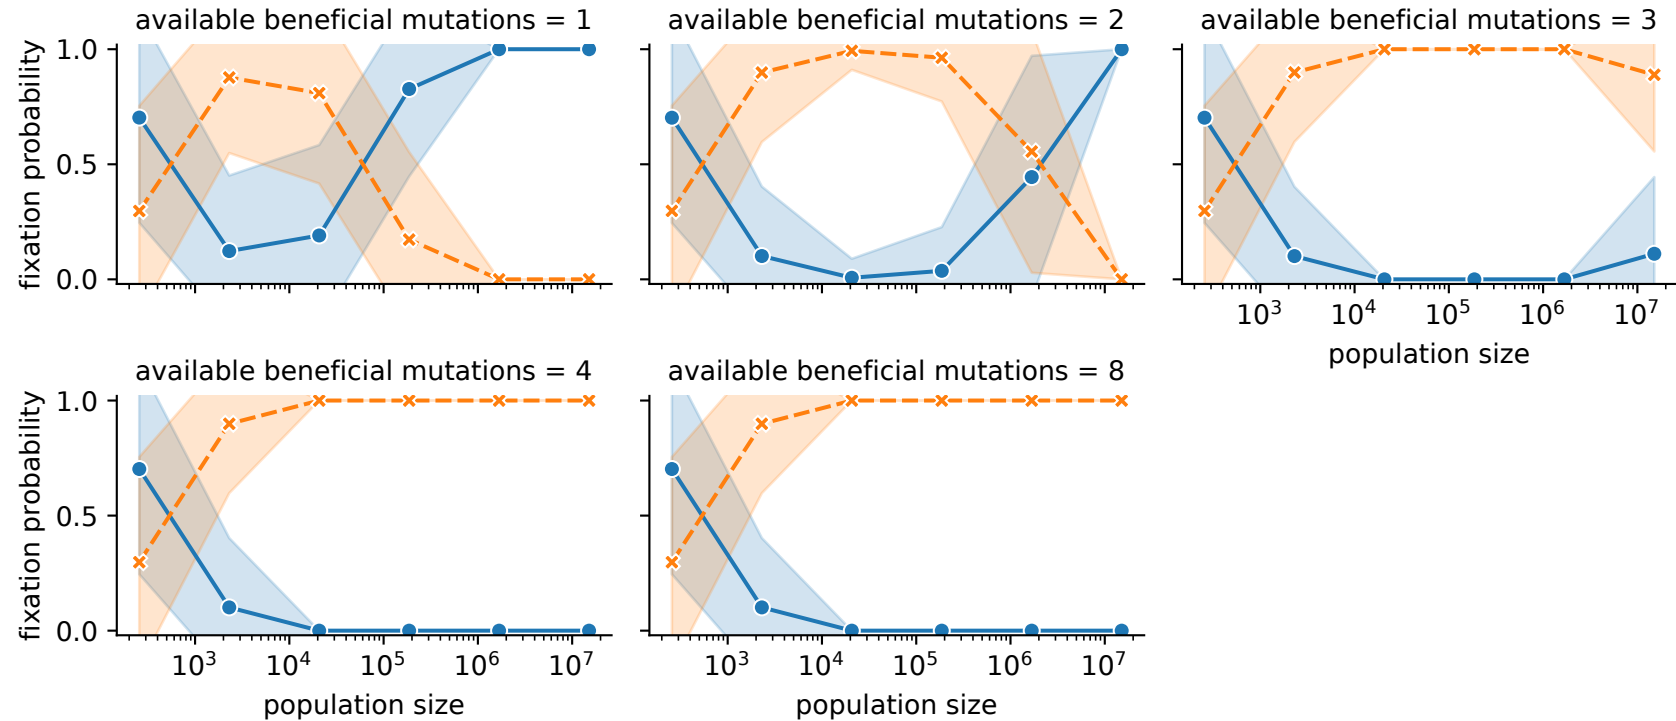 available beneficial mutations = 1
available beneficial mutations = 2
available beneficial mutations = 3
fixation probability
1.0
0.5
0.0
10³ 10⁴ 10⁵ 10⁶ 10⁷
population size
available beneficial mutations = 4
available beneficial mutations = 8
fixation probability
1.0
0.5
0.0
10³ 10⁴ 10⁵ 10⁶ 10⁷
10³ 10⁴ 10⁵ 10⁶ 10⁷
population size
population size